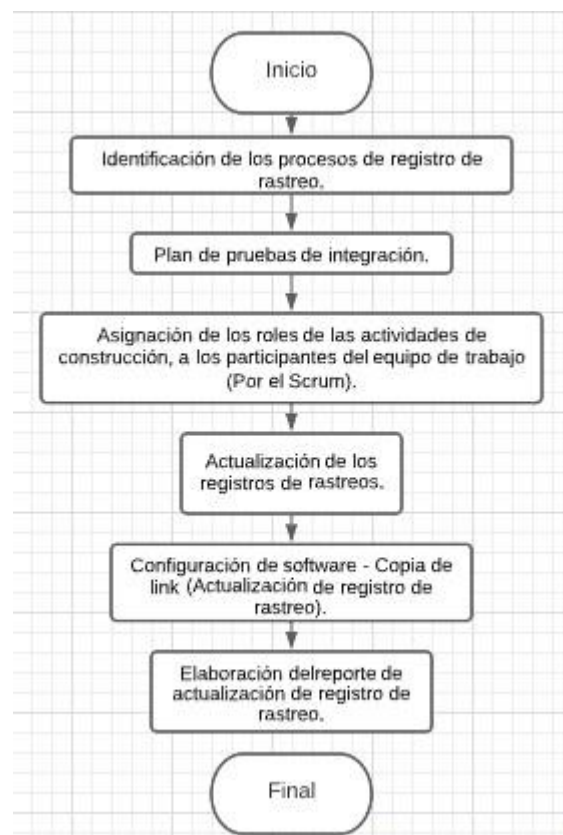 Inicio
Identificación de los procesos de registro de
rastreo.
Plan de pruebas de integración.
Asignación de los roles de las actividades de
construcción, a los participantes del equipo de trabajo
(Por el Scrum).
Actualización de los
registros de rastreos.
Configuración de software - Copia de
link (Actualización de registro de
rastreo).
Elaboración delreporte de
actualización de registro de
rastreo.
Final